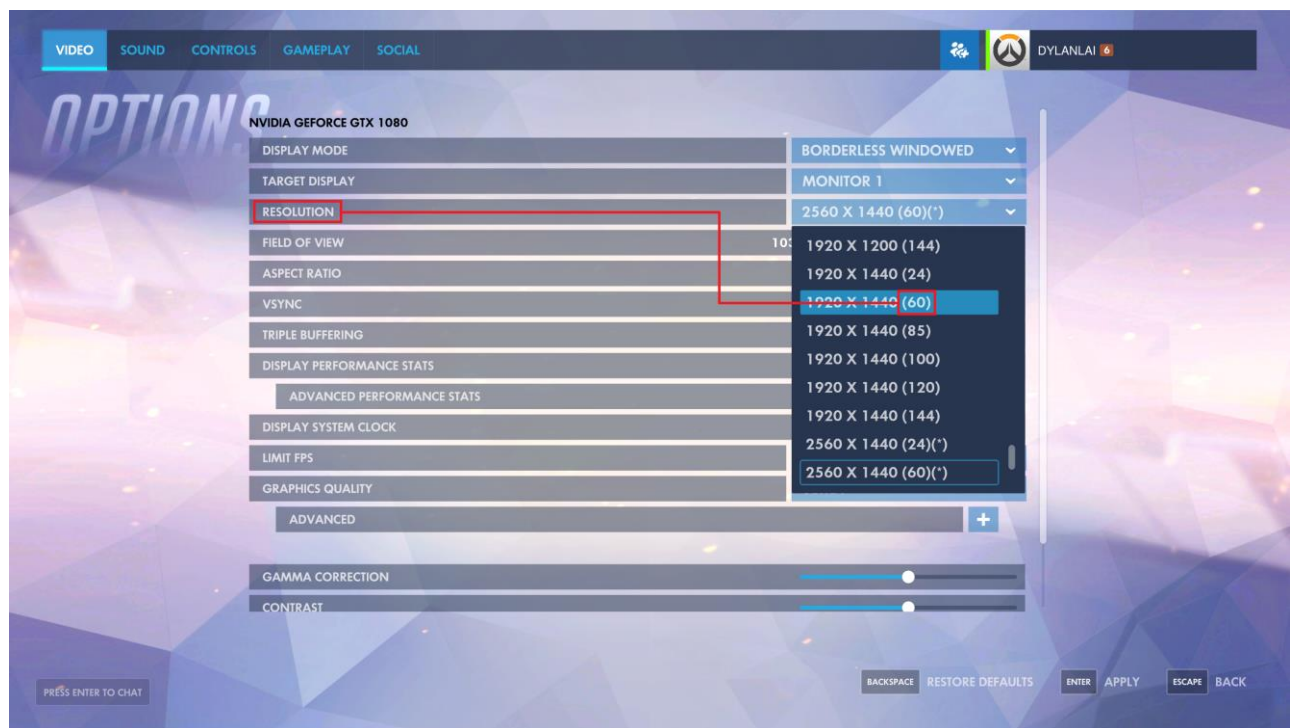 VIDEO SOUND CONTROLS GAMEPLAY SOCIAL DYLANLAI 6
OPTIONS
NVIDIA GEFORCE GTX 1080
DISPLAY MODE BORDERLESS WINDOWED
TARGET DISPLAY MONITOR 1
RESOLUTION 2560 X 1440 (60)(*)
FIELD OF VIEW 103
1920 X 1200 (144)
ASPECT RATIO 1920 X 1440 (24)
VSYNC 1920 X 1440 (60)
TRIPLE BUFFERING 1920 X 1440 (85)
DISPLAY PERFORMANCE STATS 1920 X 1440 (100)
ADVANCED PERFORMANCE STATS 1920 X 1440 (120)
DISPLAY SYSTEM CLOCK 1920 X 1440 (144)
LIMIT FPS 2560 X 1440 (24)(*)
GRAPHICS QUALITY 2560 X 1440 (60)(*)
ADVANCED
GAMMA CORRECTION
CONTRAST
PRESS ENTER TO CHAT BACKSPACE RESTORE DEFAULTS ENTER APPLY ESCAPE BACK